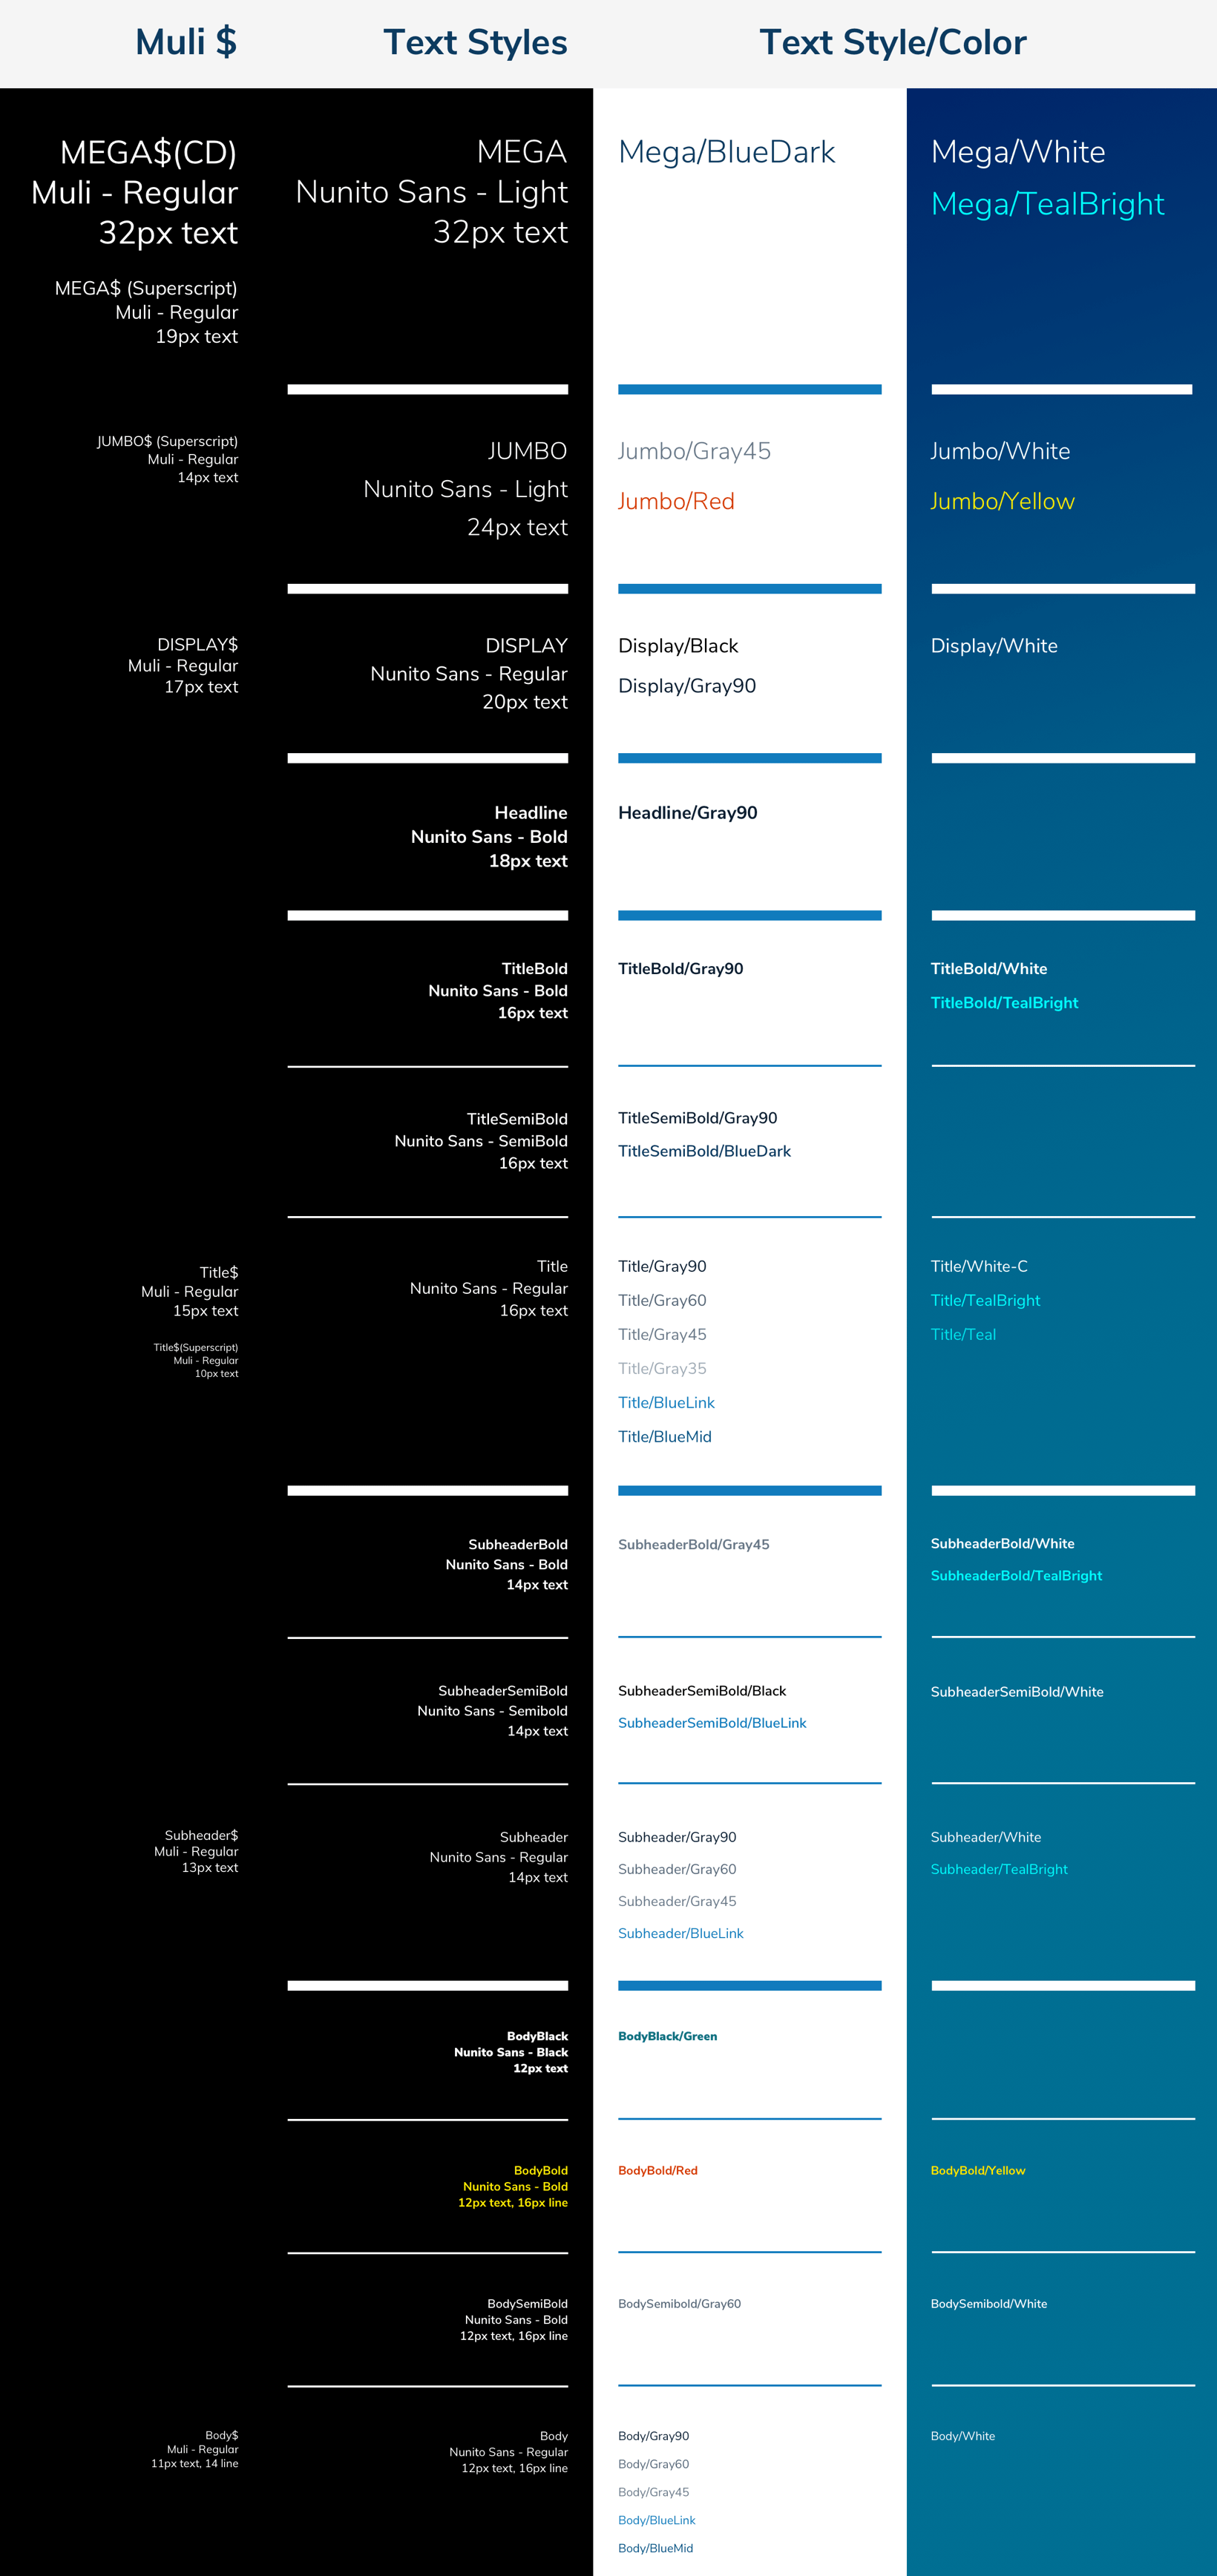 Muli $
Text Styles
Text Style/Color
MEGA$(CD)
Muli - Regular
32px text
MEGA$ (Superscript)
Muli - Regular
19px text
MEGA
Nunito Sans - Light
32px text
Mega/BlueDark
Mega/White
Mega/TealBright
JUMBO$ (Superscript)
Muli - Regular
14px text
JUMBO
Nunito Sans - Light
24px text
Jumbo/Gray45
Jumbo/Red
Jumbo/White
Jumbo/Yellow
DISPLAY$
Muli - Regular
17px text
DISPLAY
Nunito Sans - Regular
20px text
Display/Black
Display/Gray90
Display/White
Headline
Nunito Sans - Bold
18px text
Headline/Gray90
TitleBold
Nunito Sans - Bold
16px text
TitleBold/Gray90
TitleBold/White
TitleBold/TealBright
TitleSemiBold
Nunito Sans - SemiBold
16px text
TitleSemiBold/Gray90
TitleSemiBold/BlueDark
Title$
Muli - Regular
15px text
Title$(Superscript)
Muli - Regular
10px text
Title
Nunito Sans - Regular
16px text
Title/Gray90
Title/Gray60
Title/Gray45
Title/Gray35
Title/BlueLink
Title/BlueMid
Title/White-C
Title/TealBright
Title/Teal
SubheaderBold
Nunito Sans - Bold
14px text
SubheaderBold/Gray45
SubheaderBold/White
SubheaderBold/TealBright
SubheaderSemiBold
Nunito Sans - Semibold
14px text
SubheaderSemiBold/Black
SubheaderSemiBold/BlueLink
SubheaderSemiBold/White
Subheader$
Muli - Regular
13px text
Subheader
Nunito Sans - Regular
14px text
Subheader/Gray90
Subheader/Gray60
Subheader/Gray45
Subheader/BlueLink
Subheader/White
Subheader/TealBright
BodyBlack
Nunito Sans - Black
12px text
BodyBlack/Green
BodyBold
Nunito Sans - Bold
12px text, 16px line
BodyBold/Red
BodyBold/Yellow
BodySemiBold
Nunito Sans - Bold
12px text, 16px line
BodySemibold/Gray60
BodySemibold/White
Body$
Muli - Regular
11px text, 14 line
Body
Nunito Sans - Regular
12px text, 16px line
Body/Gray90
Body/Gray60
Body/Gray45
Body/BlueLink
Body/BlueMid
Body/White